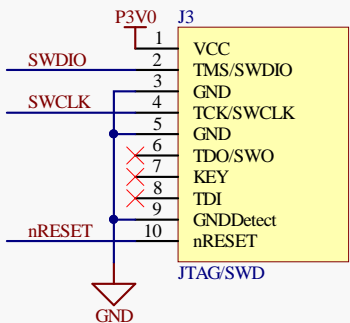 P3V0 J3
1 VCC
SWDIO 2 TMS/SWDIO
3 GND
SWCLK 4 TCK/SWCLK
5 GND
6 TDO/SWO
7 KEY
8 TDI
9 GNDDetect
nRESET 10 nRESET
JTAG/SWD
GND